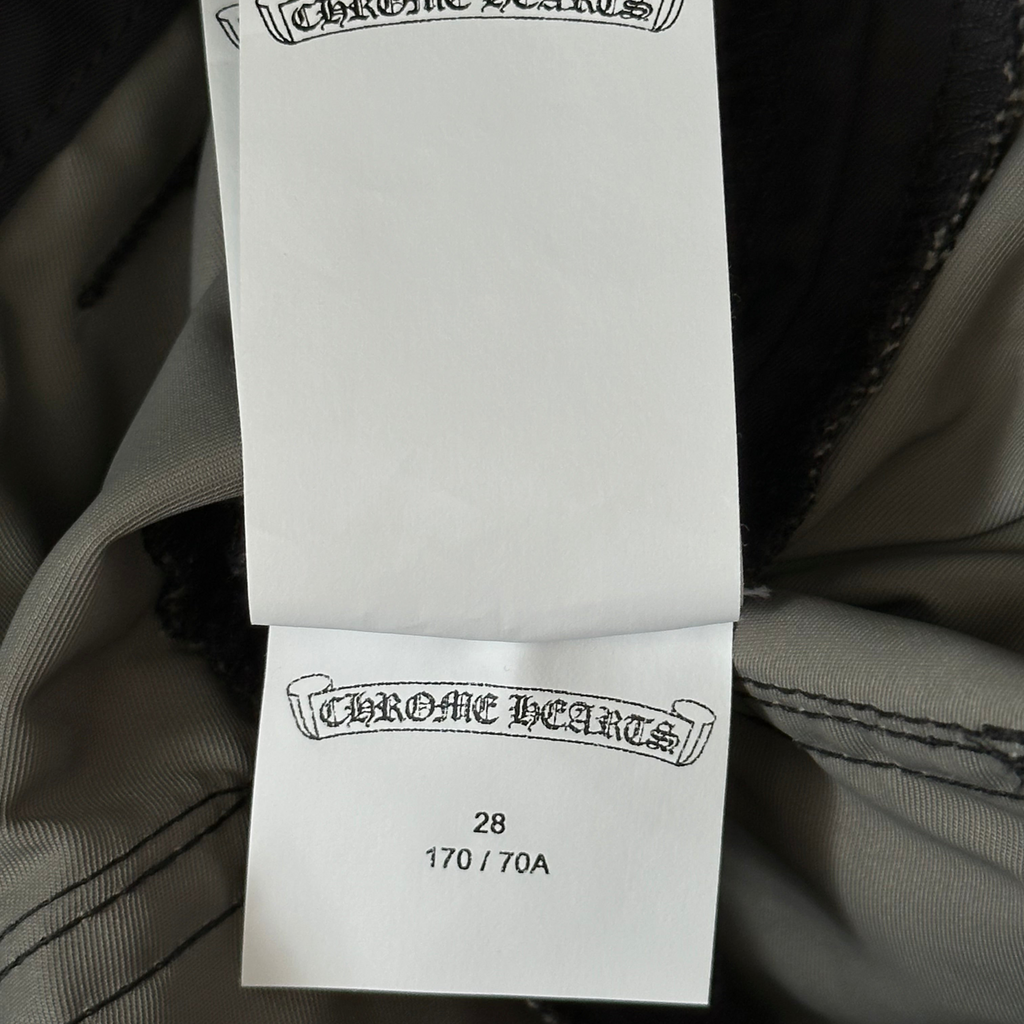 CHROME HEARTS
CHROME HEARTS
28
170 / 70A